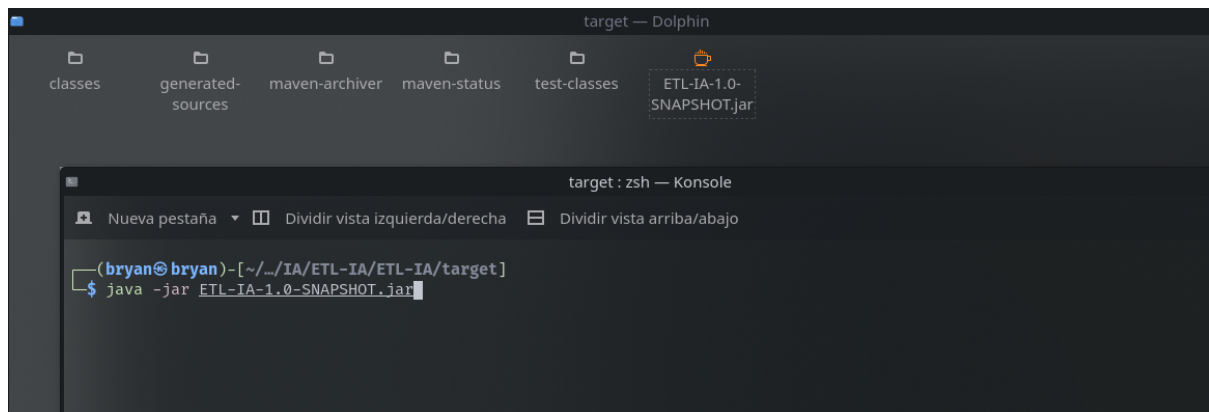 target — Dolphin
classes
generated-
sources
maven-archiver
maven-status
test-classes
ETL-IA-1.0-
SNAPSHOT.jar
target : zsh — Konsole
Nueva pestaña
Dividir vista izquierda/derecha
Dividir vista arriba/abajo
(bryan㉿bryan)-[~/…/IA/ETL-IA/ETL-IA/target]
$ java -jar ETL-IA-1.0-SNAPSHOT.jar